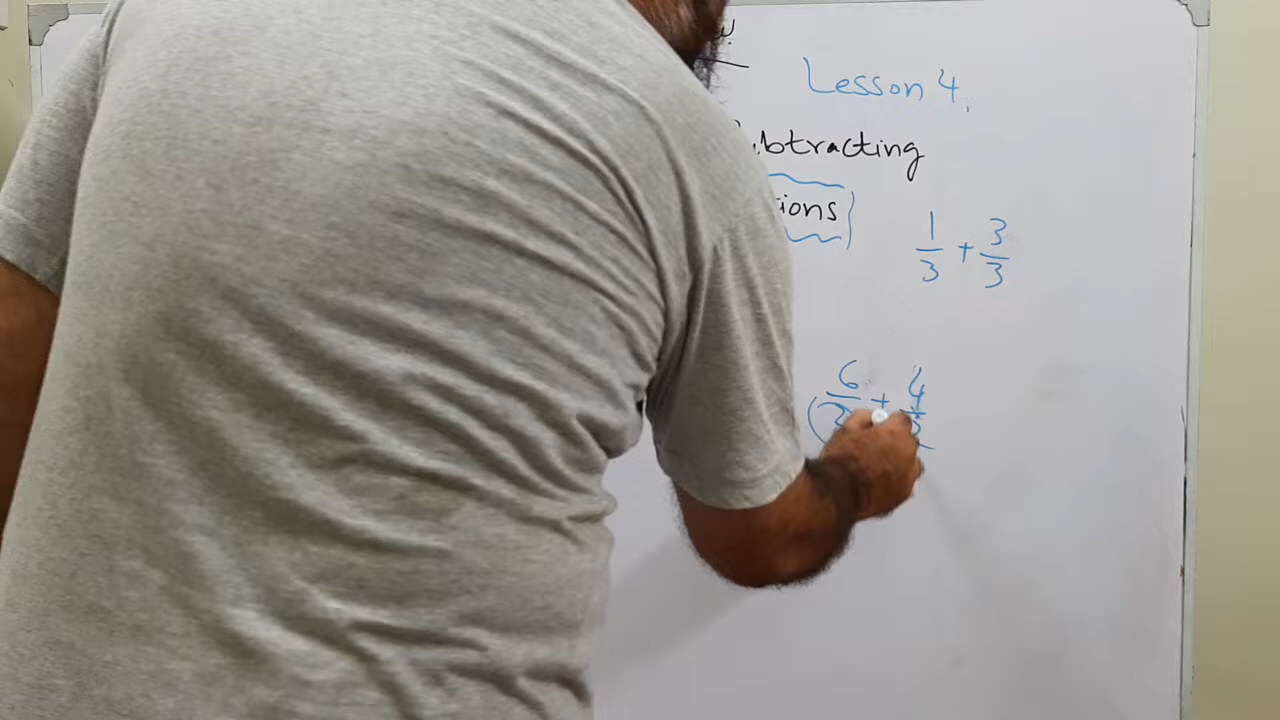 Lesson 4.
btracting
ions
1/3 + 3/3
6/ + 4/